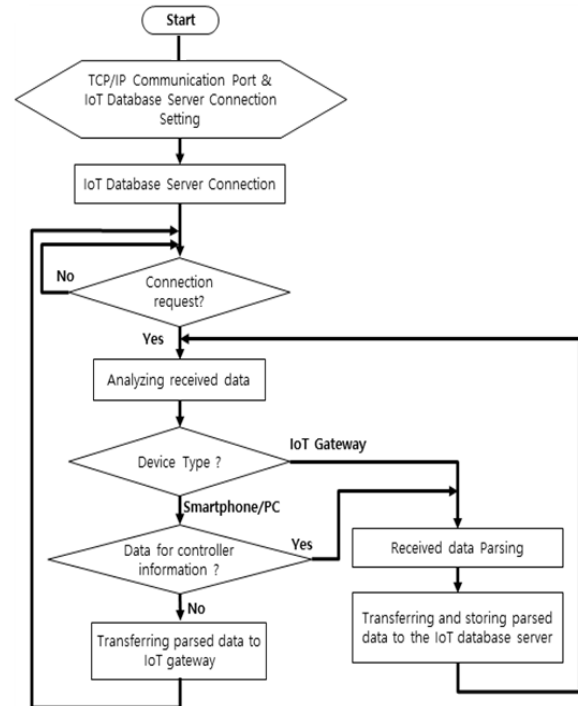 Start
TCP/IP Communication Port &
IoT Database Server Connection
Setting
IoT Database Server Connection
No
Connection
request?
Yes
Analyzing received data
IoT Gateway
Device Type ?
Smartphone/PC
Data for controller
information ?
Yes
Received data Parsing
No
Transferring parsed data to
IoT gateway
Transferring and storing parsed
data to the IoT database server